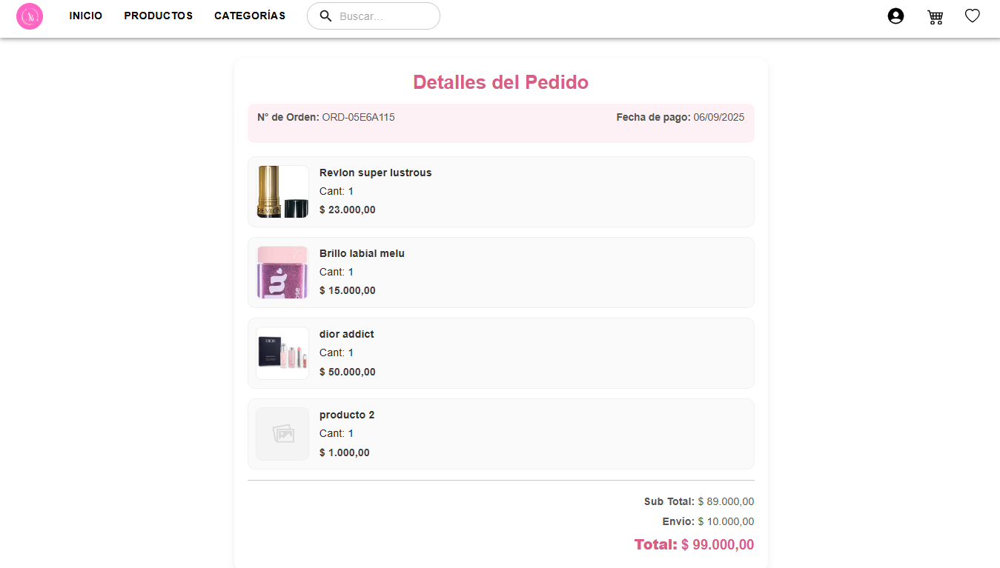 INICIO PRODUCTOS CATEGORÍAS Buscar...
Detalles del Pedido
N° de Orden: ORD-05E6A115 Fecha de pago: 06/09/2025
REVLON
Revlon super lustrous
Cant: 1
$ 23.000,00
Brillo labial melu
Cant: 1
$ 15.000,00
DIOR
dior addict
Cant: 1
$ 50.000,00
producto 2
Cant: 1
$ 1.000,00
Sub Total: $ 89.000,00
Envío: $ 10.000,00
Total: $ 99.000,00